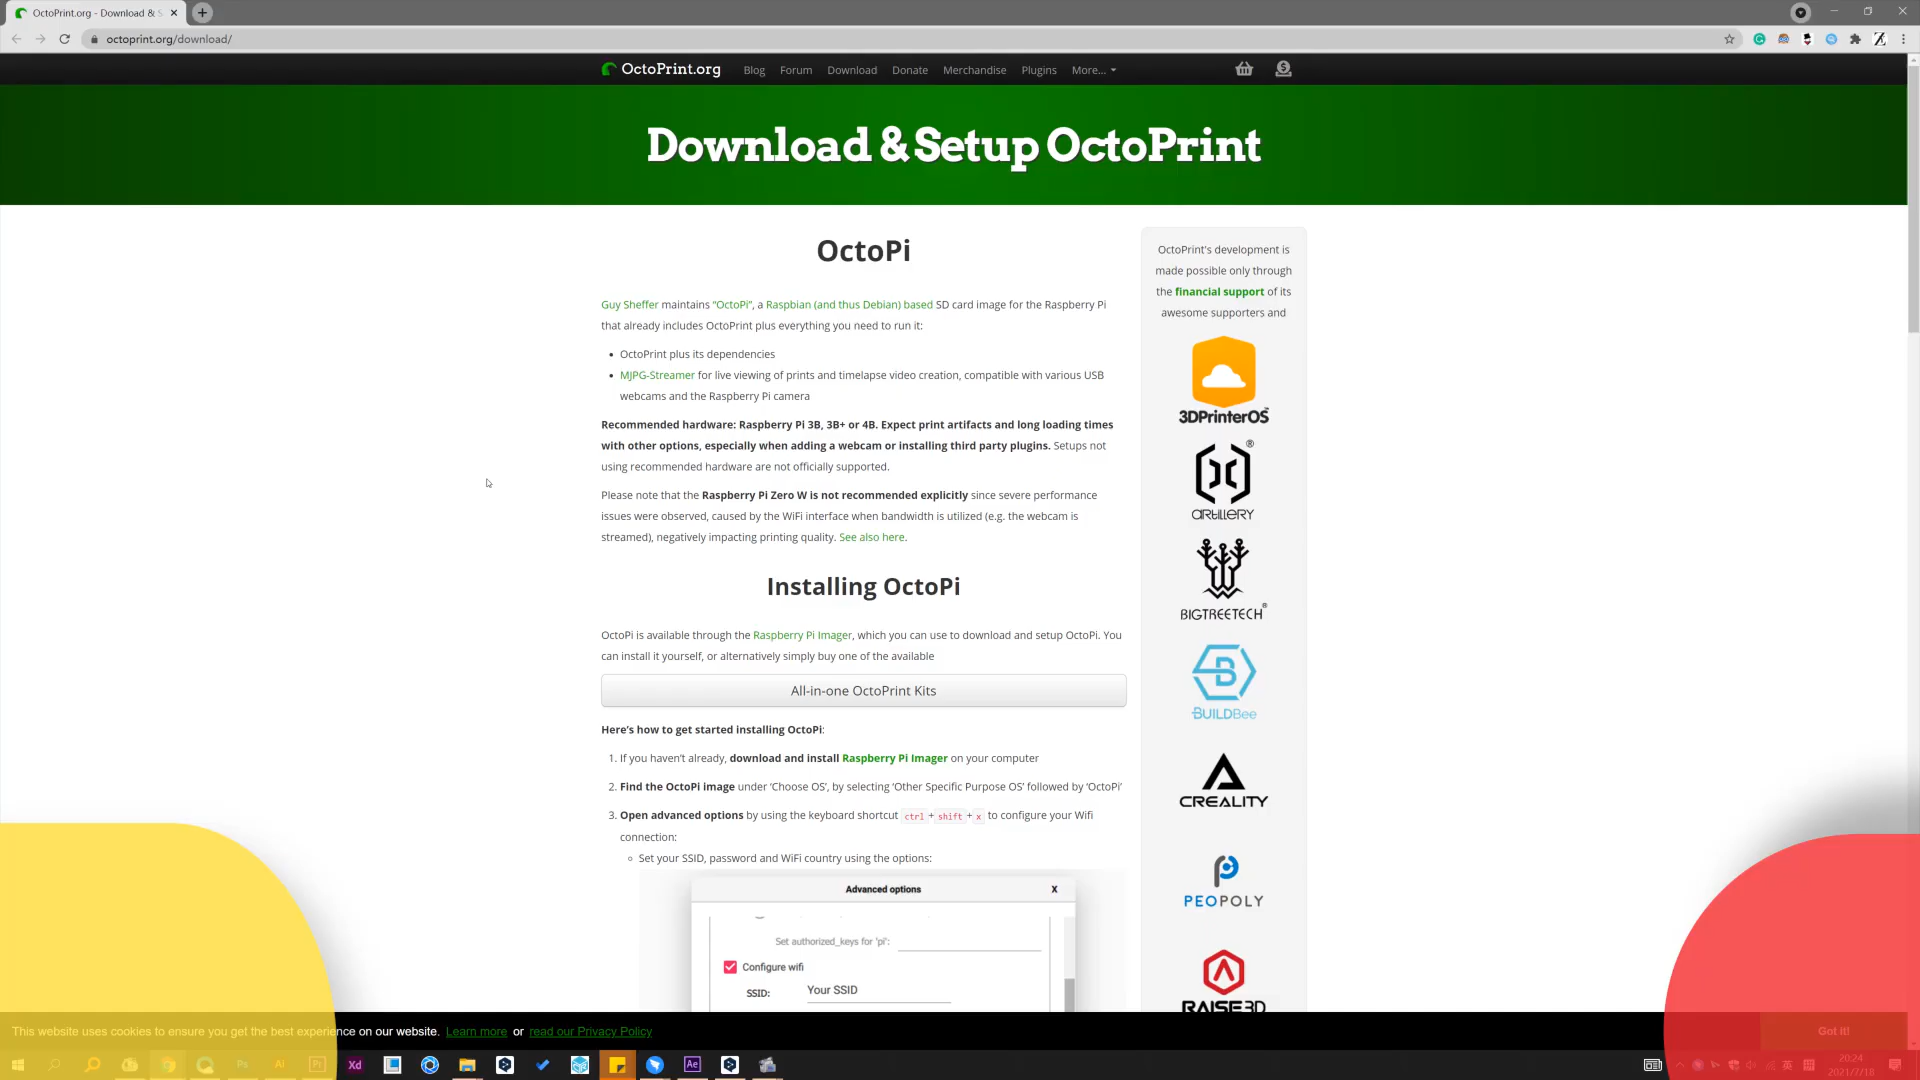 OctoPrint.org - Download & S
octoprint.org/download/
OctoPrint.org Blog Forum Download Donate Merchandise Plugins More...
Download & Setup OctoPrint
OctoPi
Guy Sheffer maintains “OctoPi”, a Raspbian (and thus Debian) based SD card image for the Raspberry Pi
that already includes OctoPrint plus everything you need to run it:
• OctoPrint plus its dependencies
• MJPG-Streamer for live viewing of prints and timelapse video creation, compatible with various USB
webcams and the Raspberry Pi camera
Recommended hardware: Raspberry Pi 3B, 3B+ or 4B. Expect print artifacts and long loading times
with other options, especially when adding a webcam or installing third party plugins. Setups not
using recommended hardware are not officially supported.
Please note that the Raspberry Pi Zero W is not recommended explicitly since severe performance
issues were observed, caused by the WiFi interface when bandwidth is utilized (e.g. the webcam is
streamed), negatively impacting printing quality. See also here.
Installing OctoPi
OctoPi is available through the Raspberry Pi Imager, which you can use to download and setup OctoPi. You
can install it yourself, or alternatively simply buy one of the available
All-in-one OctoPrint Kits
Here’s how to get started installing OctoPi:
1. If you haven’t already, download and install Raspberry Pi Imager on your computer
2. Find the OctoPi image under ‘Choose OS’, by selecting ‘Other Specific Purpose OS’ followed by ‘OctoPi’
3. Open advanced options by using the keyboard shortcut ctrl + shift + x to configure your Wifi
connection:
Set your SSID, password and WiFi country using the options:
Advanced options X
Set authorized_keys for 'pi':
Configure wifi
SSID: Your SSID
OctoPrint's development is
made possible only through
the financial support of its
awesome supporters and
3DPrinterOS™
ARTILLERY
BIGTREETECH®
BUILDBee
CREALITY
PEOPOLY
RAISE3D
This website uses cookies to ensure you get the best experience on our website. Learn more or read our Privacy Policy
Got it!
Ps Ai Pr Xd Ae
英
20:24
2021/7/18